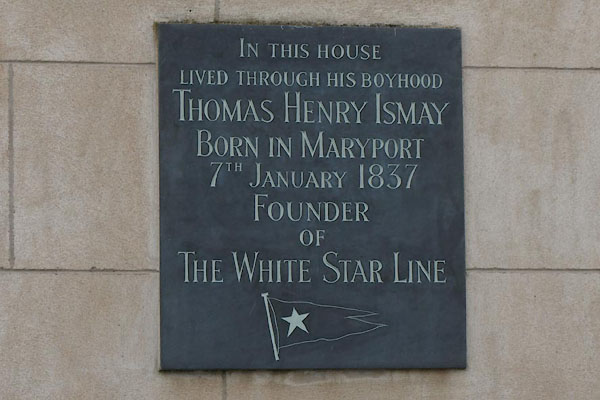 In this house
lived through his boyhood
Thomas Henry Ismay
Born in Maryport
7th January 1837
Founder
of
The White Star Line